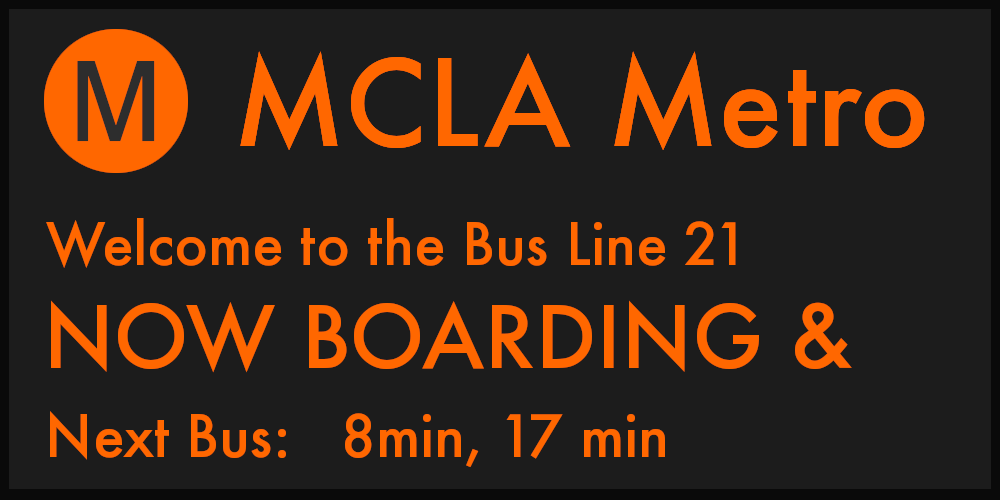 M MCLA Metro
Welcome to the Bus Line 21
NOW BOARDING &
Next Bus: 8min, 17 min